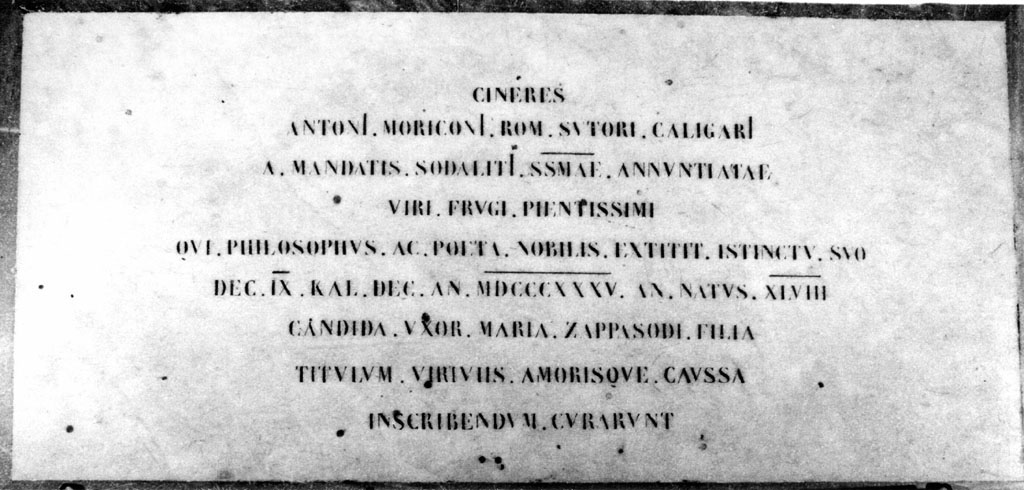 CINÉRES
ANTONI. MORICONI. ROM. SVTORI. CALIGARI
A. MANDATIS. SODALITI. SSMAE. ANNVNTIATAE
VIRI. FRVGI. PIENTISSIMI
QVI. PHILOSOPHVS. AC. POETA. NOBILIS. EXTITIT. ISTINCTV. SVO
DEC. IX. KAL. DEC. AN. MDCCCXXXV. AN. NATVS. XLVIII
CANDIDA. VXOR. MARIA. ZAPPASODI. FILIA
TITVLVM. VIRTVIIS. AMORISQVE. CAVSSA
INSCRIBENDVM. CVRARVNT